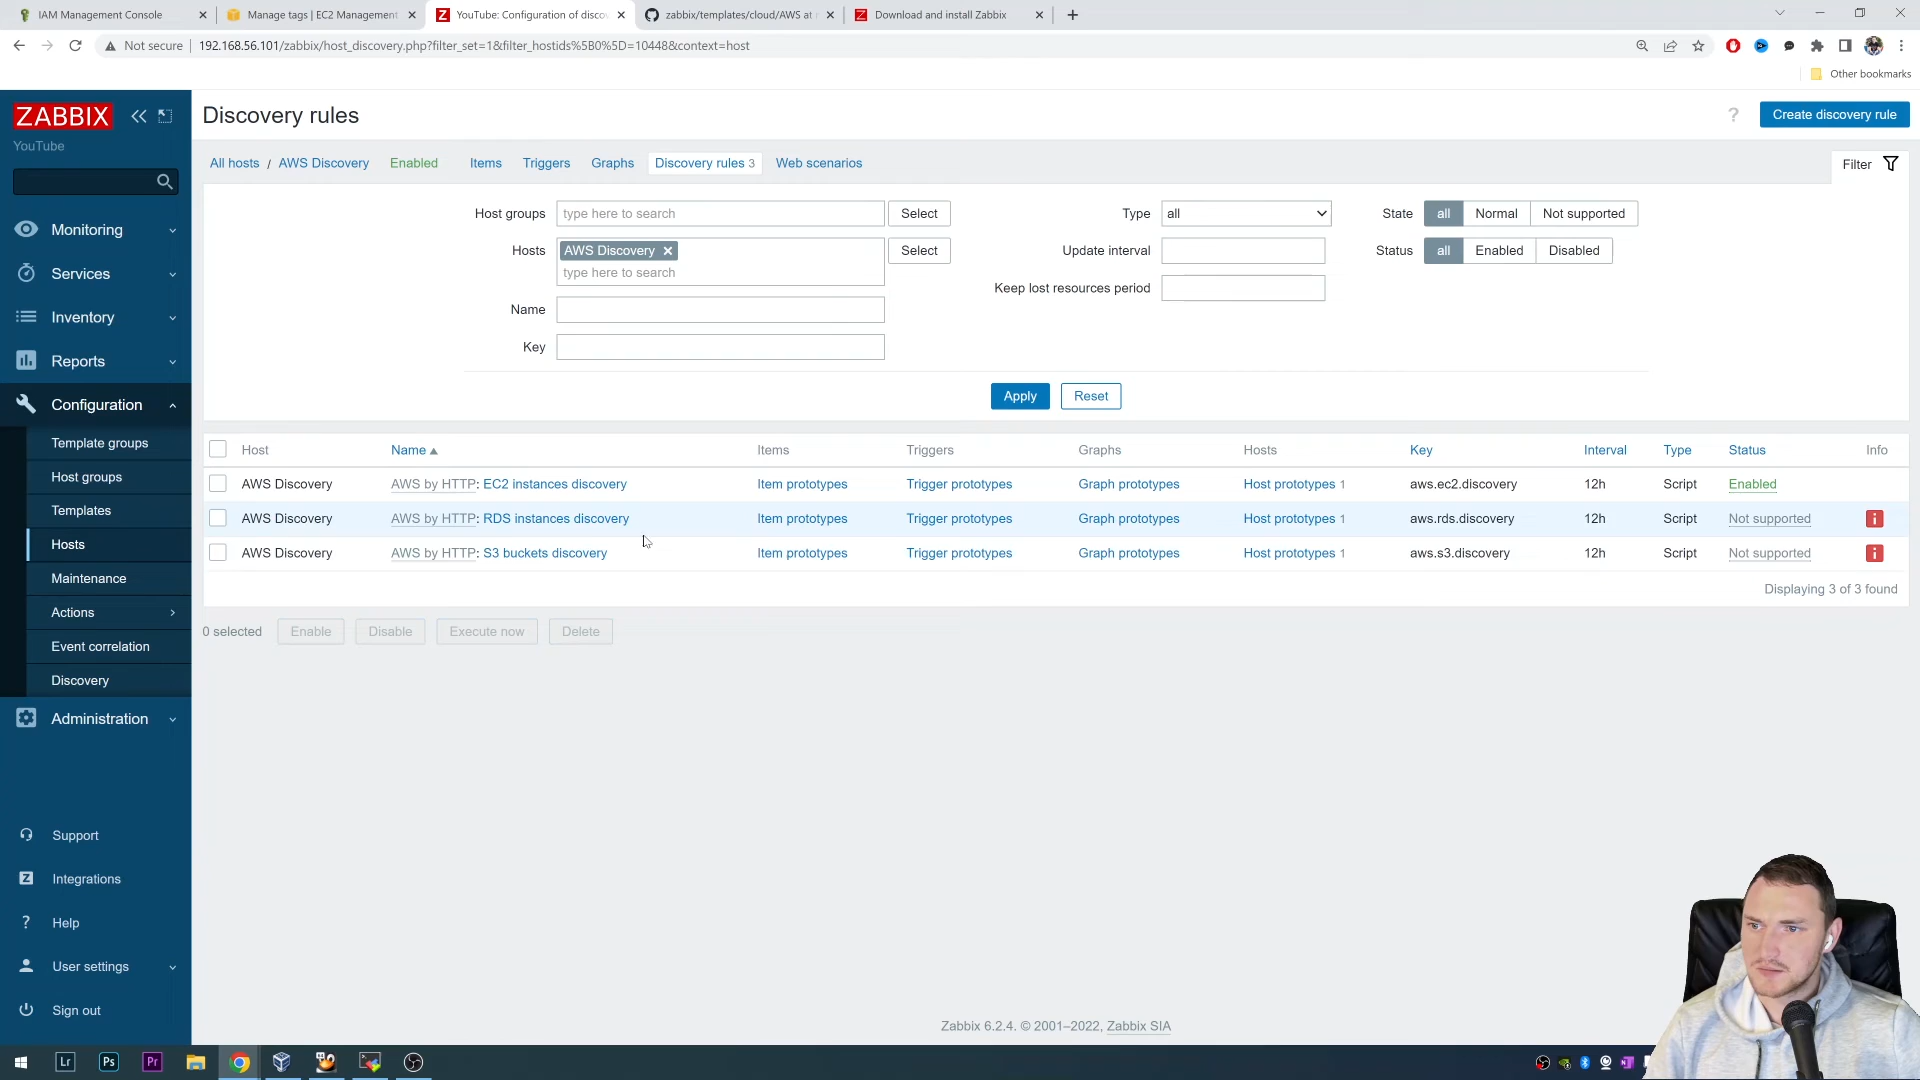 IAM Management Console
Manage tags | EC2 Management
YouTube: Configuration of disco
zabbix/templates/cloud/AWS at
Download and install Zabbix
Not secure
192.168.56.101/zabbix/host_discovery.php?filter_set=1&filter_hostids%5B0%5D=10448&context=host
Other bookmarks
ZABBIX
YouTube
Monitoring
Services
Inventory
Reports
Configuration
Template groups
Host groups
Templates
Hosts
Maintenance
Actions
Event correlation
Discovery
Administration
Support
Integrations
Help
User settings
Sign out
Discovery rules
? Create discovery rule
All hosts / AWS Discovery Enabled Items Triggers Graphs Discovery rules 3 Web scenarios
Filter
Host groups type here to search Select
Type all
State all Normal Not supported
Hosts AWS Discovery Select
type here to search
Update interval
Status all Enabled Disabled
Keep lost resources period
Name
Key
Apply Reset
Host Name Items Triggers Graphs Hosts Key Interval Type Status Info
AWS Discovery AWS by HTTP: EC2 instances discovery Item prototypes Trigger prototypes Graph prototypes Host prototypes 1 aws.ec2.discovery 12h Script Enabled
AWS Discovery AWS by HTTP: RDS instances discovery Item prototypes Trigger prototypes Graph prototypes Host prototypes 1 aws.rds.discovery 12h Script Not supported i
AWS Discovery AWS by HTTP: S3 buckets discovery Item prototypes Trigger prototypes Graph prototypes Host prototypes 1 aws.s3.discovery 12h Script Not supported i
Displaying 3 of 3 found
0 selected Enable Disable Execute now Delete
Zabbix 6.2.4. © 2001–2022, Zabbix SIA
Lr Ps Pr